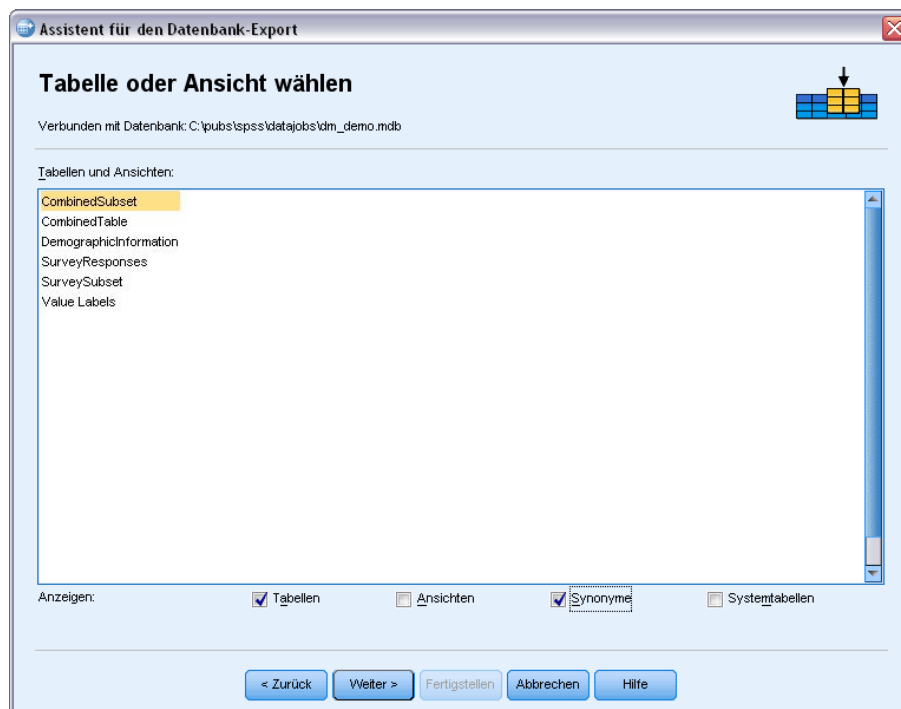 Assistent für den Datenbank-Export
Tabelle oder Ansicht wählen
Verbunden mit Datenbank: C:\pubs\spss\datajobs\dm_demo.mdb
Tabellen und Ansichten:
CombinedSubset
CombinedTable
DemographicInformation
SurveyResponses
SurveySubset
Value Labels
Anzeigen: Tabellen Ansichten Synonyme Systemtabellen
< Zurück Weiter > Fertigstellen Abbrechen Hilfe